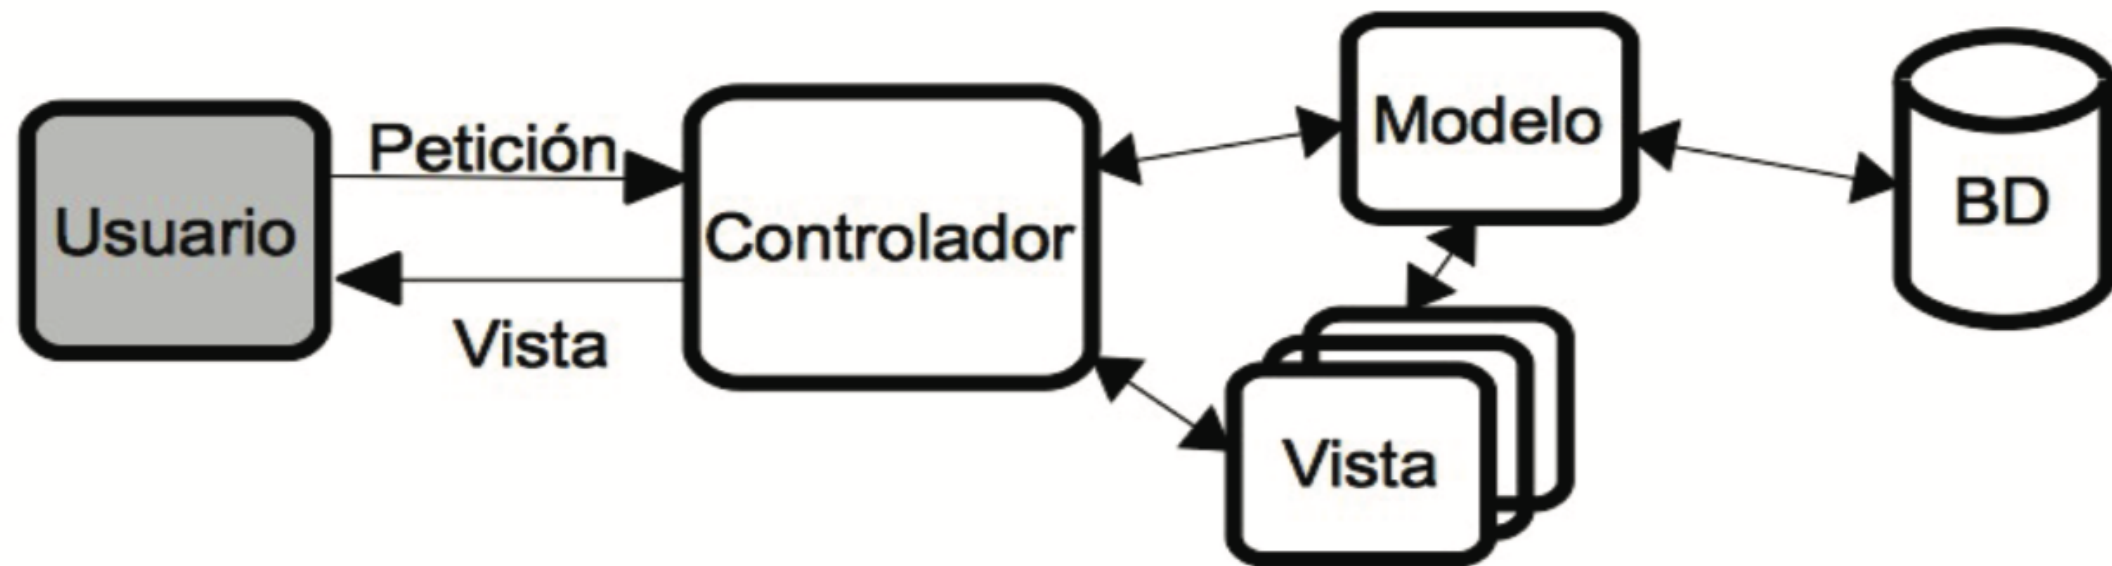 Usuario
Petición
Vista
Controlador
Modelo
Vista
BD